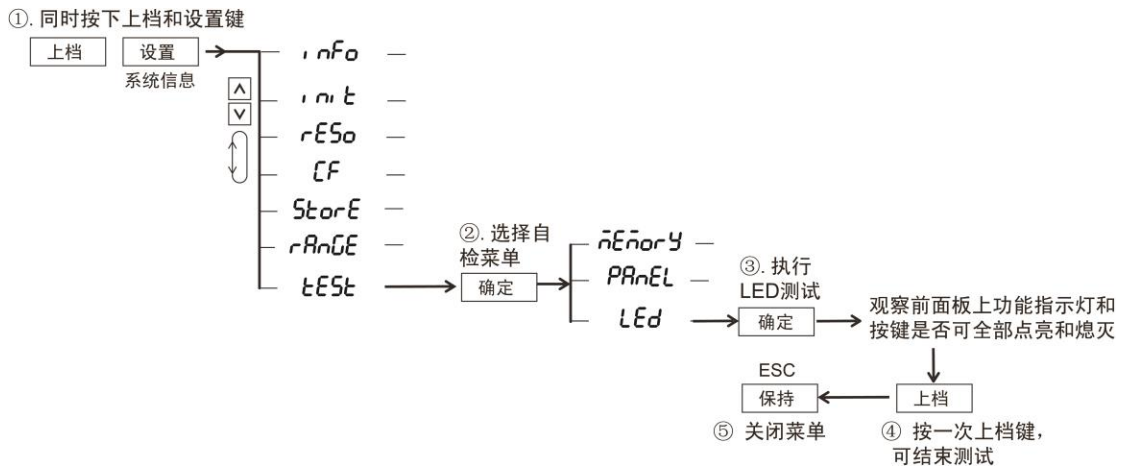 ①. 同时按下上档和设置键
上档 设置
系统信息
inFo
init
rESo
CF
StorE
rAnGE
tESt
②. 选择自
检菜单
确定
mEmorY
PAnEL
LEd
③. 执行
LED测试
确定
观察前面板上功能指示灯和
按键是否可全部点亮和熄灭
ESC
保持
上档
⑤ 关闭菜单
④ 按一次上档键，
可结束测试